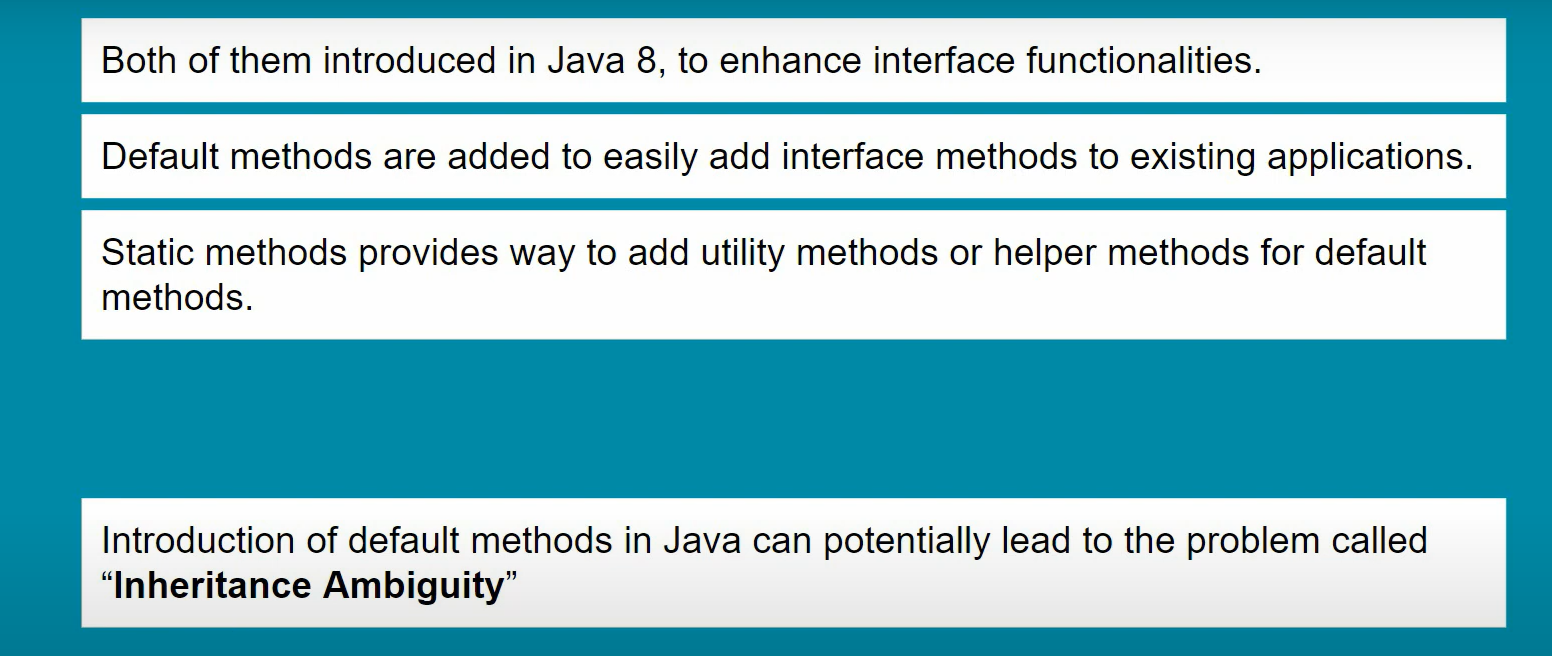 Both of them introduced in Java 8, to enhance interface functionalities.
Default methods are added to easily add interface methods to existing applications.
Static methods provides way to add utility methods or helper methods for default
methods.
Introduction of default methods in Java can potentially lead to the problem called
“Inheritance Ambiguity”